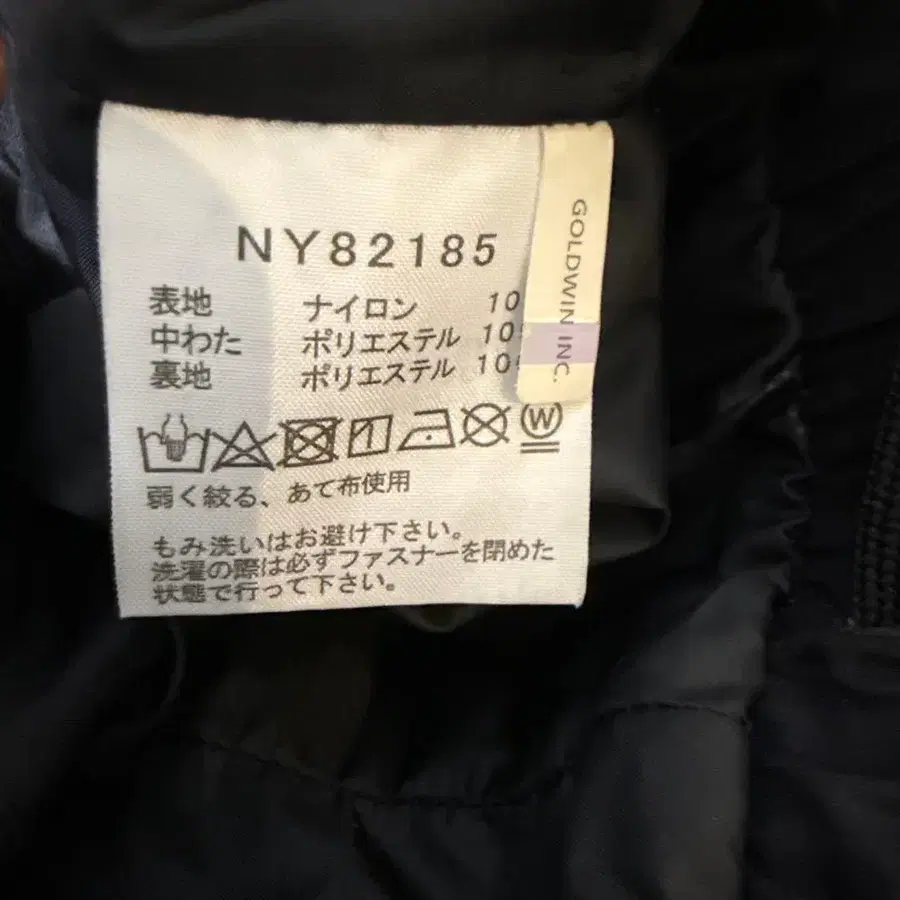 NY82185
表地 ナイロン 10
中わた ポリエステル 10
裏地 ポリエステル 10
W
弱く絞る、あて布使用
もみ洗いはお避け下さい。
洗濯の際は必ずファスナーを閉めた
状態で行って下さい。
GOLDWIN INC.